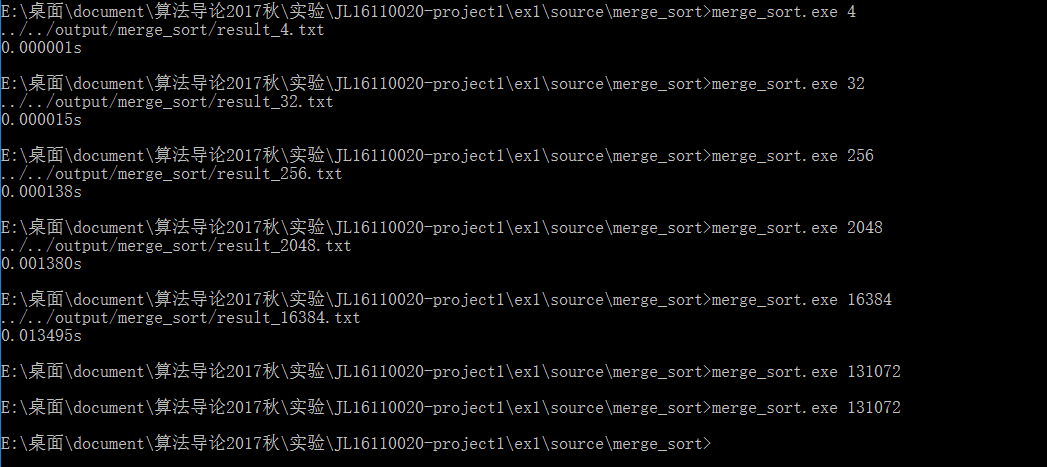 E:\桌面\document\算法导论2017秋\实验\JL16110020-project1\ex1\source\merge_sort>merge_sort.exe 4
../../output/merge_sort/result_4.txt
0.000001s
E:\桌面\document\算法导论2017秋\实验\JL16110020-project1\ex1\source\merge_sort>merge_sort.exe 32
../../output/merge_sort/result_32.txt
0.000015s
E:\桌面\document\算法导论2017秋\实验\JL16110020-project1\ex1\source\merge_sort>merge_sort.exe 256
../../output/merge_sort/result_256.txt
0.000138s
E:\桌面\document\算法导论2017秋\实验\JL16110020-project1\ex1\source\merge_sort>merge_sort.exe 2048
../../output/merge_sort/result_2048.txt
0.001380s
E:\桌面\document\算法导论2017秋\实验\JL16110020-project1\ex1\source\merge_sort>merge_sort.exe 16384
../../output/merge_sort/result_16384.txt
0.013495s
E:\桌面\document\算法导论2017秋\实验\JL16110020-project1\ex1\source\merge_sort>merge_sort.exe 131072
E:\桌面\document\算法导论2017秋\实验\JL16110020-project1\ex1\source\merge_sort>merge_sort.exe 131072
E:\桌面\document\算法导论2017秋\实验\JL16110020-project1\ex1\source\merge_sort>